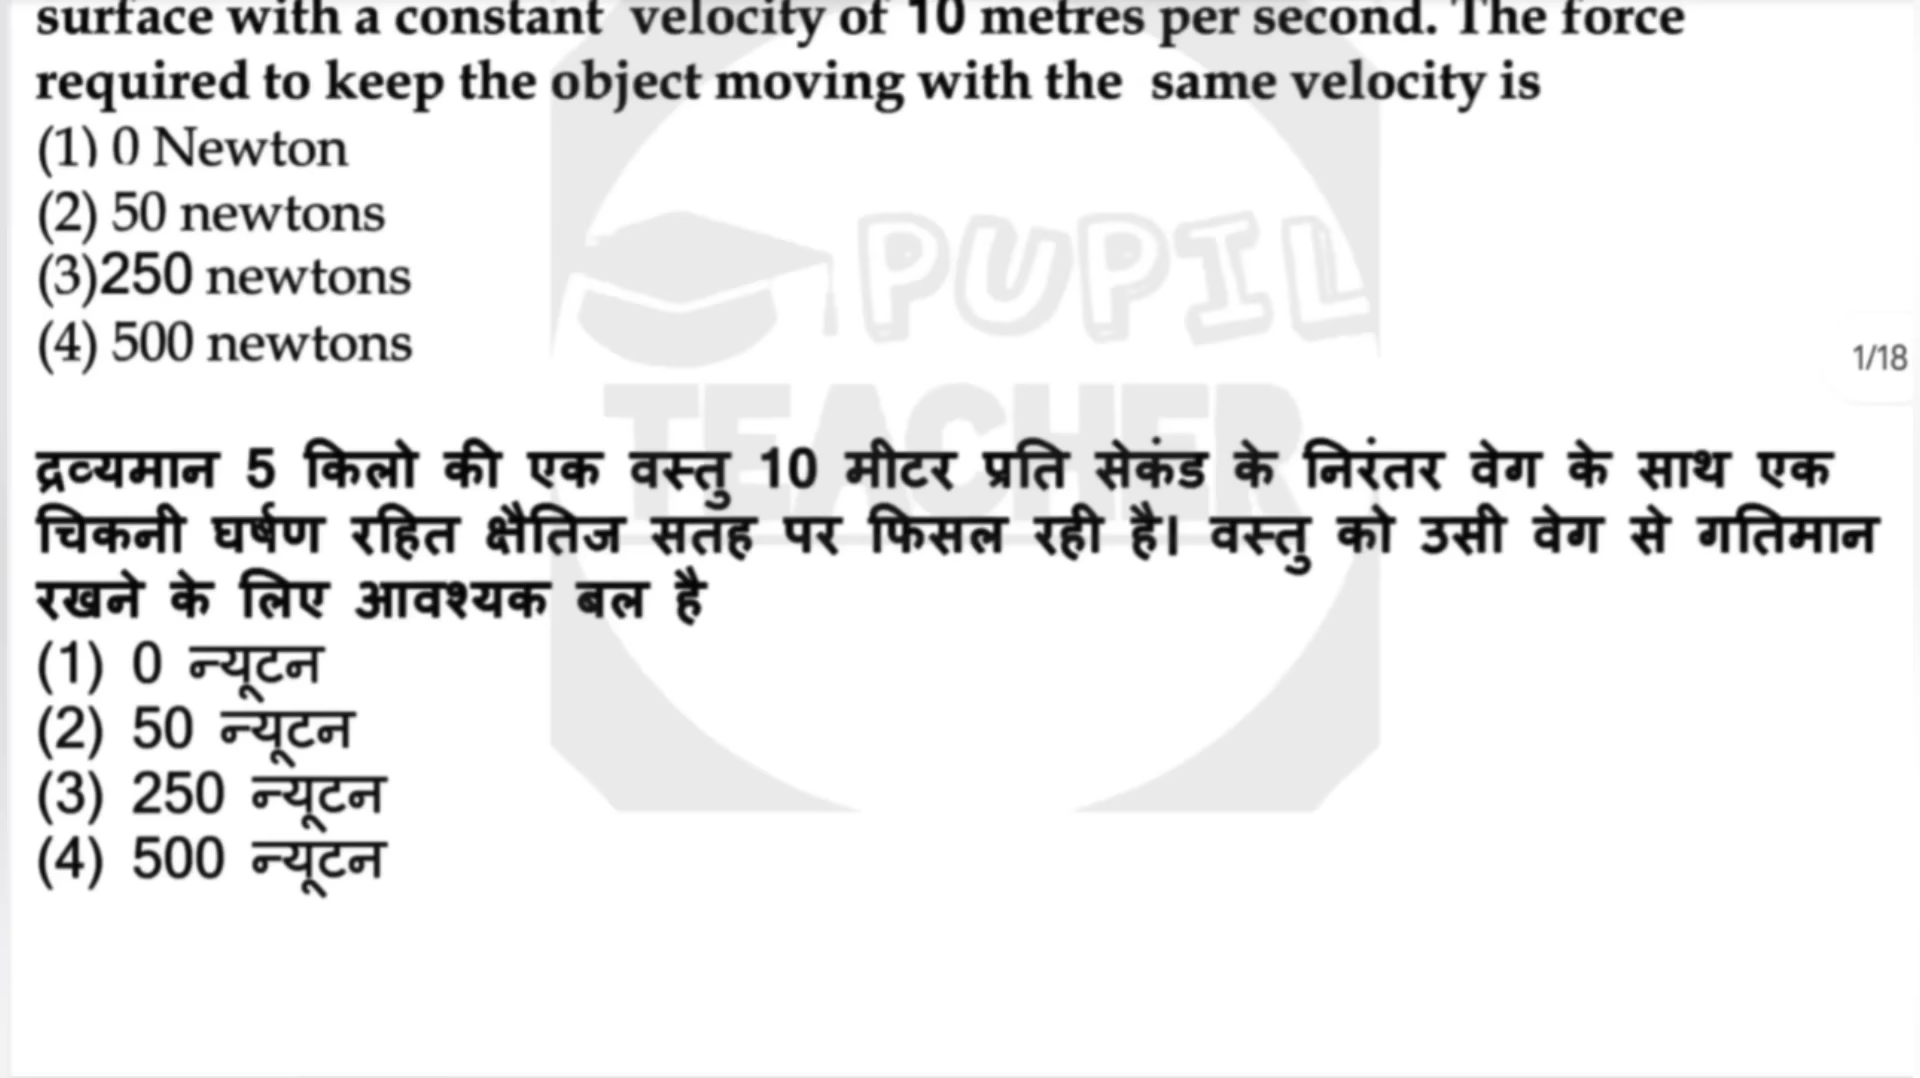 surface with a constant velocity of 10 metres per second. The force
required to keep the object moving with the same velocity is
(1) 0 Newton
(2) 50 newtons
(3)250 newtons
(4) 500 newtons
PUPIL
TEACHER
1/18
द्रव्यमान 5 किलो की एक वस्तु 10 मीटर प्रति सेकंड के निरंतर वेग के साथ एक
चिकनी घर्षण रहित क्षैतिज सतह पर फिसल रही है। वस्तु को उसी वेग से गतिमान
रखने के लिए आवश्यक बल है
(1) 0 न्यूटन
(2) 50 न्यूटन
(3) 250 न्यूटन
(4) 500 न्यूटन